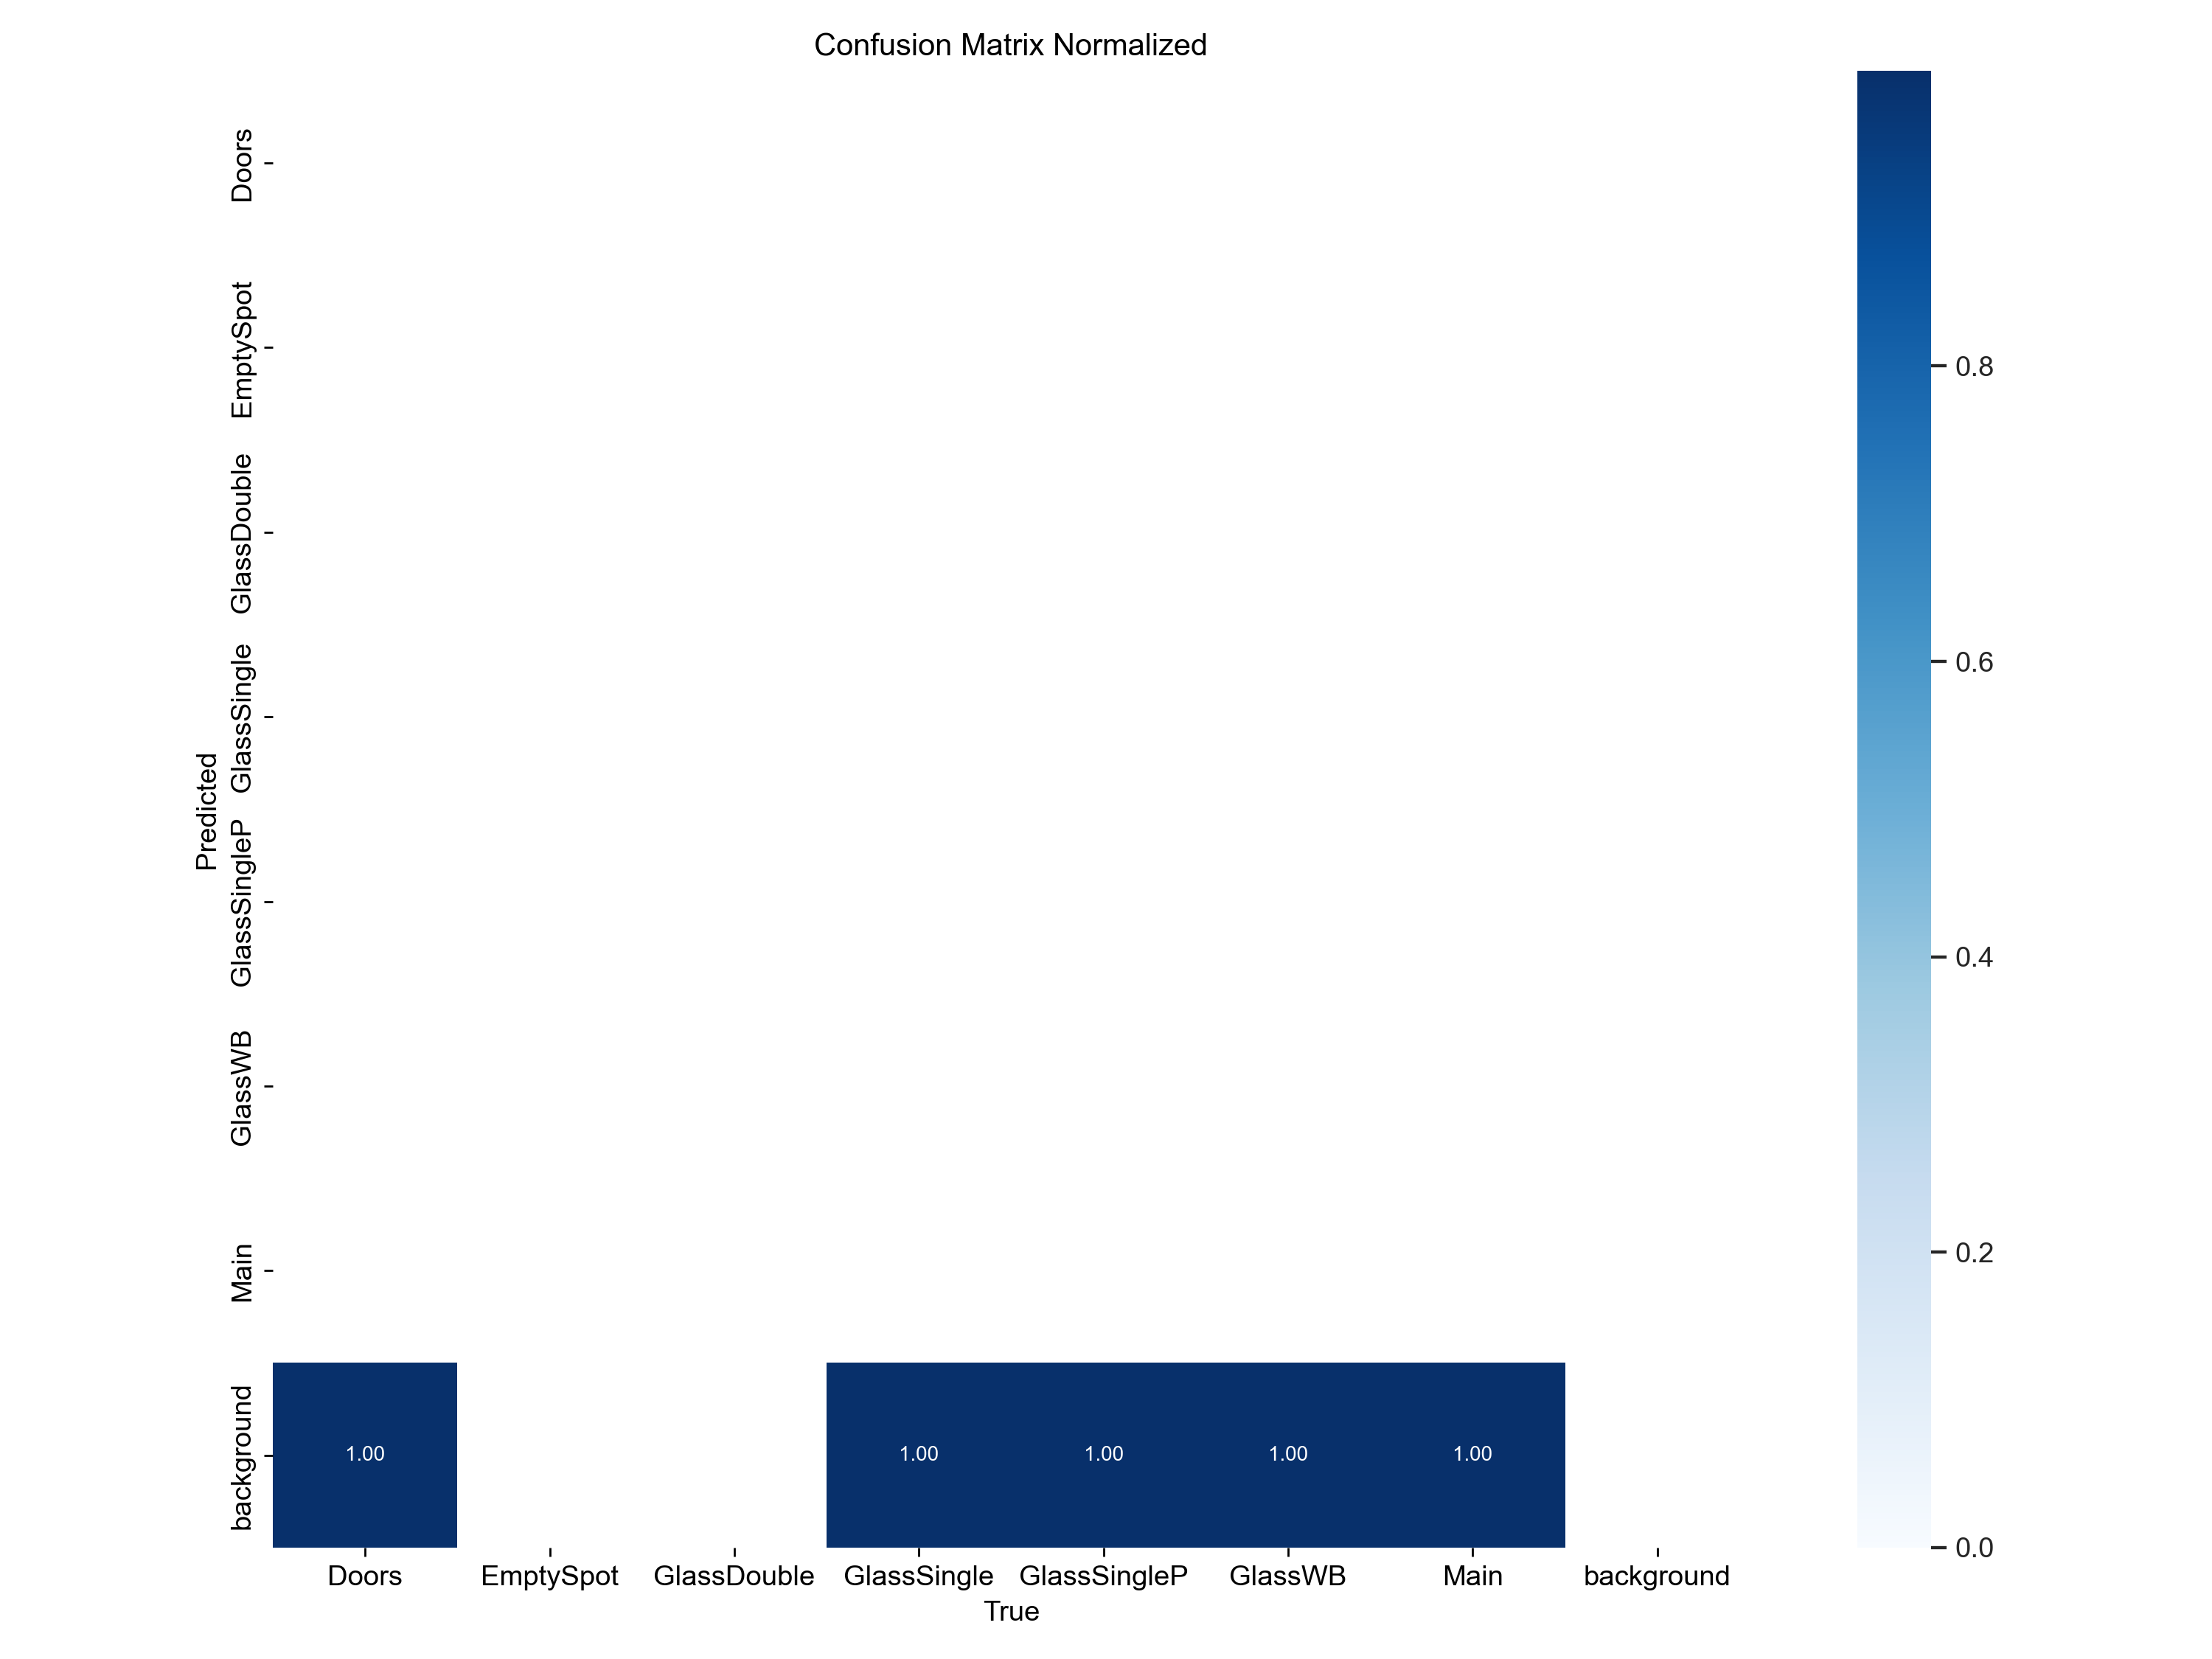 Confusion Matrix Normalized
Predicted
Doors
EmptySpot
GlassDouble
GlassSingle
GlassSingleP
GlassWB
Main
background
1.00 1.00 1.00 1.00 1.00
Doors EmptySpot GlassDouble GlassSingle GlassSingleP GlassWB Main background
True
0.8
0.6
0.4
0.2
0.0